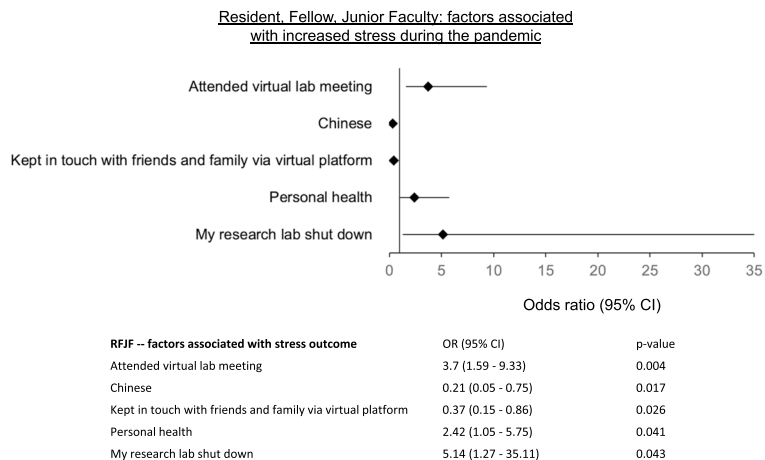 Resident, Fellow, Junior Faculty: factors associated
with increased stress during the pandemic
Attended virtual lab meeting
Chinese
Kept in touch with friends and family via virtual platform
Personal health
My research lab shut down
0 5 10 15 20 25 30 35
Odds ratio (95% CI)
RFJF -- factors associated with stress outcome OR (95% CI) p-value
Attended virtual lab meeting 3.7 (1.59 - 9.33) 0.004
Chinese 0.21 (0.05 - 0.75) 0.017
Kept in touch with friends and family via virtual platform 0.37 (0.15 - 0.86) 0.026
Personal health 2.42 (1.05 - 5.75) 0.041
My research lab shut down 5.14 (1.27 - 35.11) 0.043